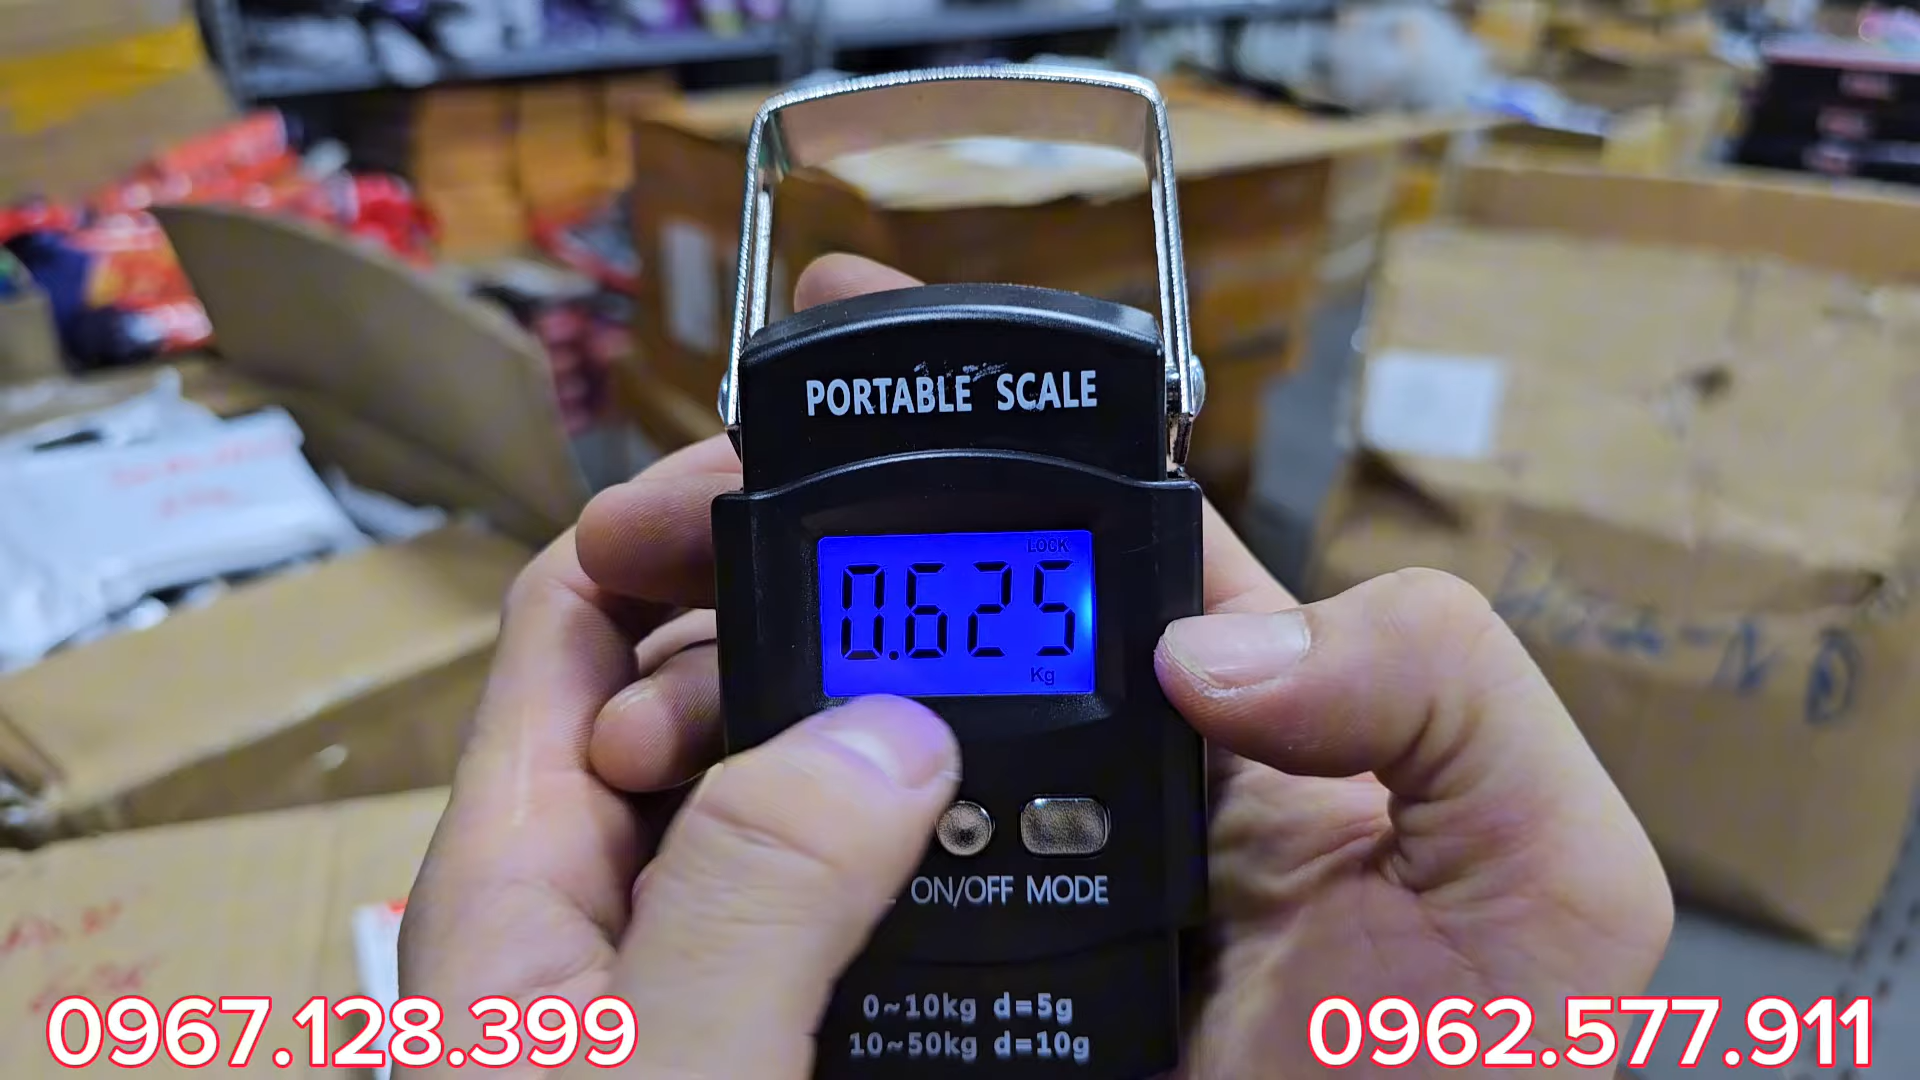 PORTABLE SCALE
LOCK
0.625
Kg
ON/OFF MODE
0~10kg d=5g
10~50kg d=10g
0967.128.399
0962.577.911